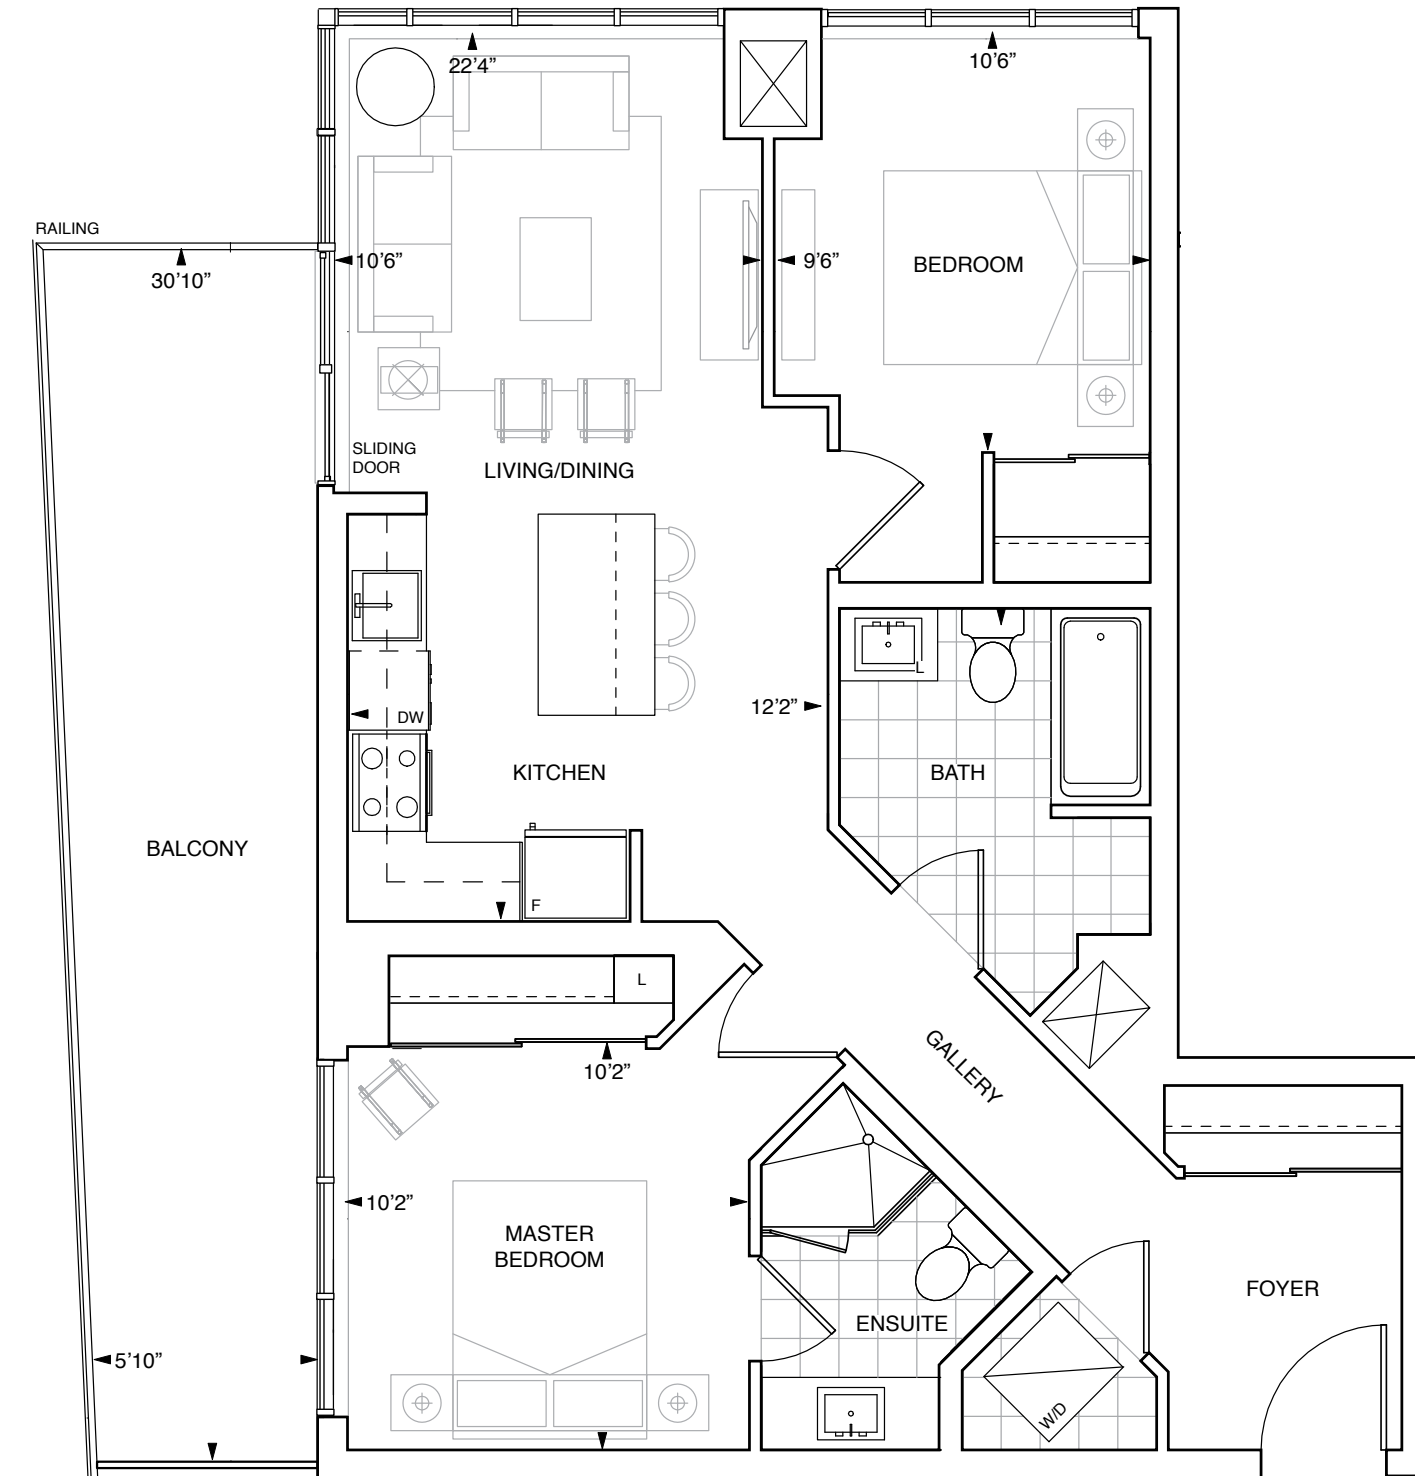 22'4”
10'6”
RAILING
30'10”
10'6”
9'6”
BEDROOM
SLIDING
DOOR
LIVING/DINING
L
12'2”
DW
KITCHEN
BATH
BALCONY
F
L
GALLERY
10'2”
10'2”
MASTER
BEDROOM
FOYER
ENSUITE
5'10”
W/D